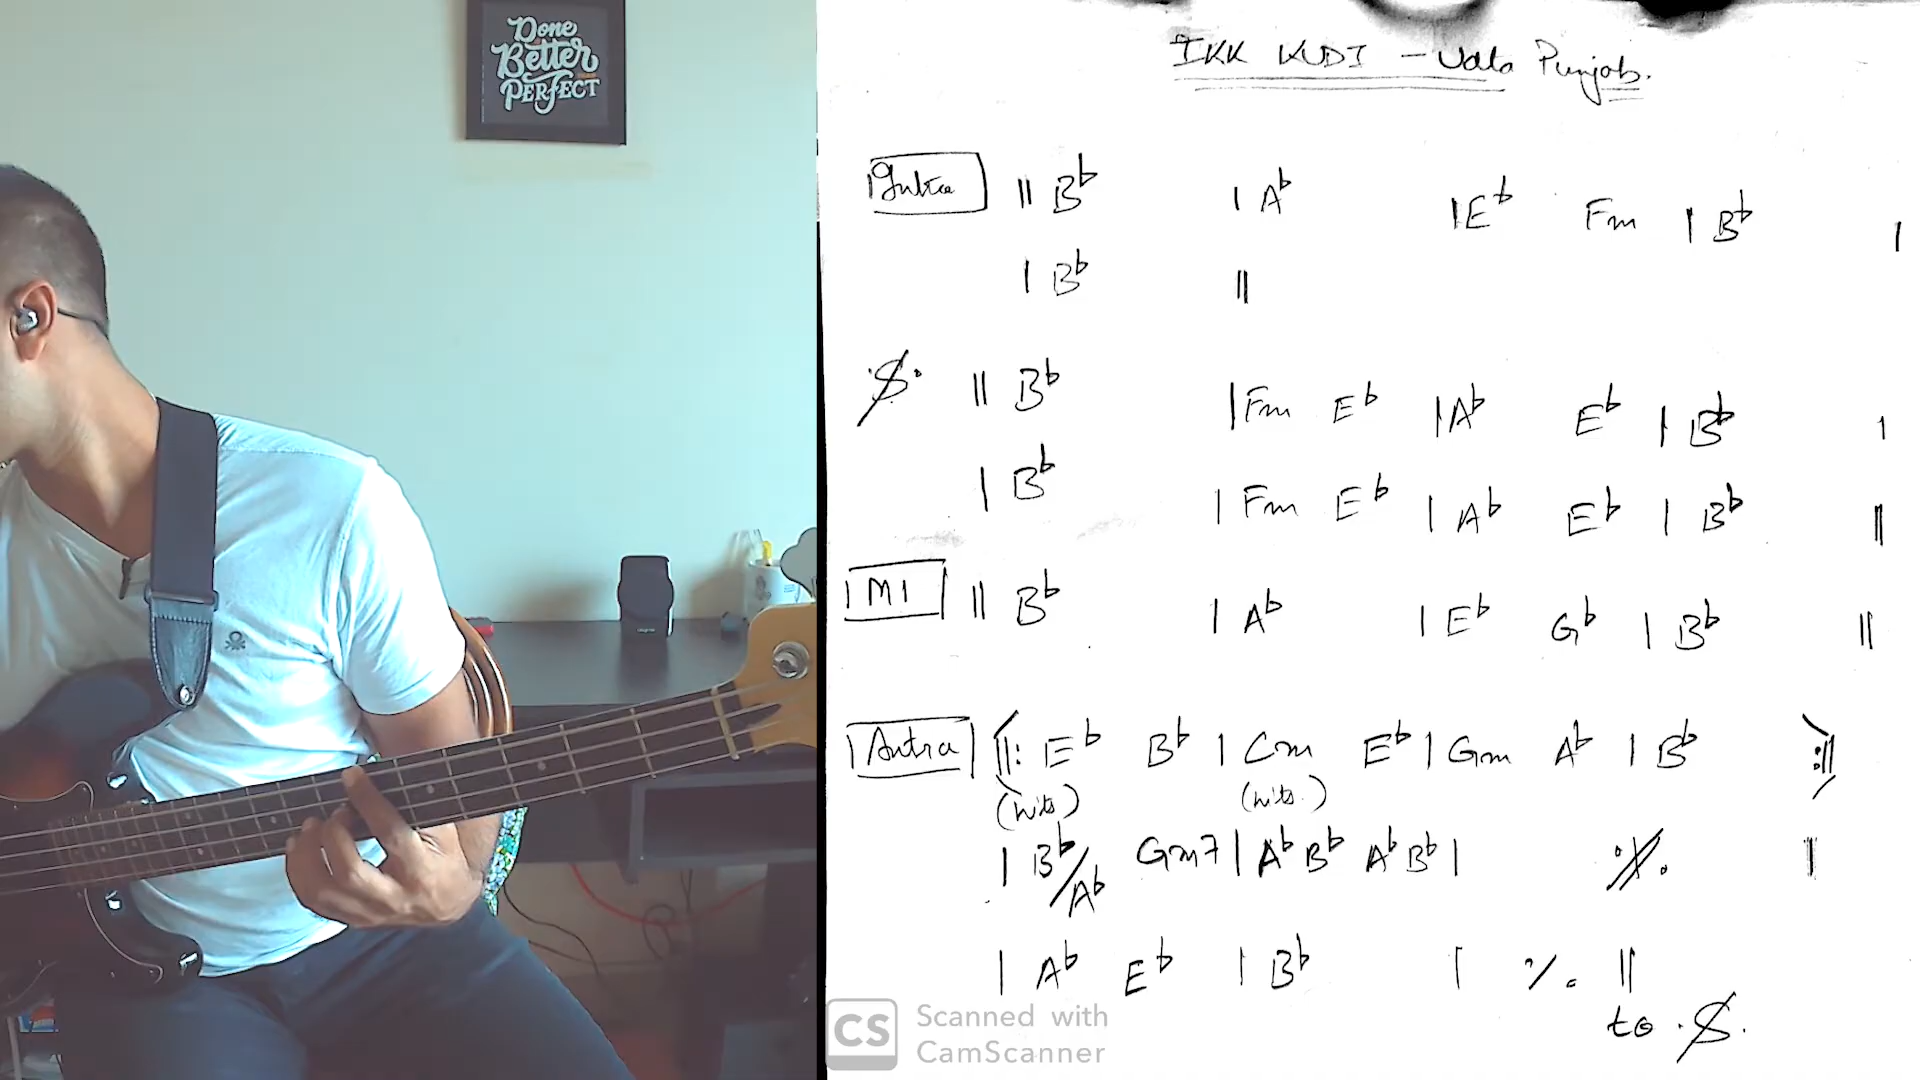 Done
Better
than
PERFECT
IKK KUDI - Udta Punjab.
Intro || B♭ | A♭ | E♭ Fm | B♭ |
| B♭ ||
𝄋 || B♭ | Fm E♭ | A♭ E♭ | B♭ |
| B♭ | Fm E♭ | A♭ E♭ | B♭ ||
M1 || B♭ | A♭ | E♭ G♭ | B♭ ||
Antra ||: E♭ B♭ | Cm E♭ | Gm A♭ | B♭ :||
(hits) (hits.)
| B♭/A♭ Gm7 | A♭ B♭ A♭ B♭ | 𝄎 ||
| A♭ E♭ | B♭ | 𝄎 ||
to 𝄋
CS Scanned with
CamScanner